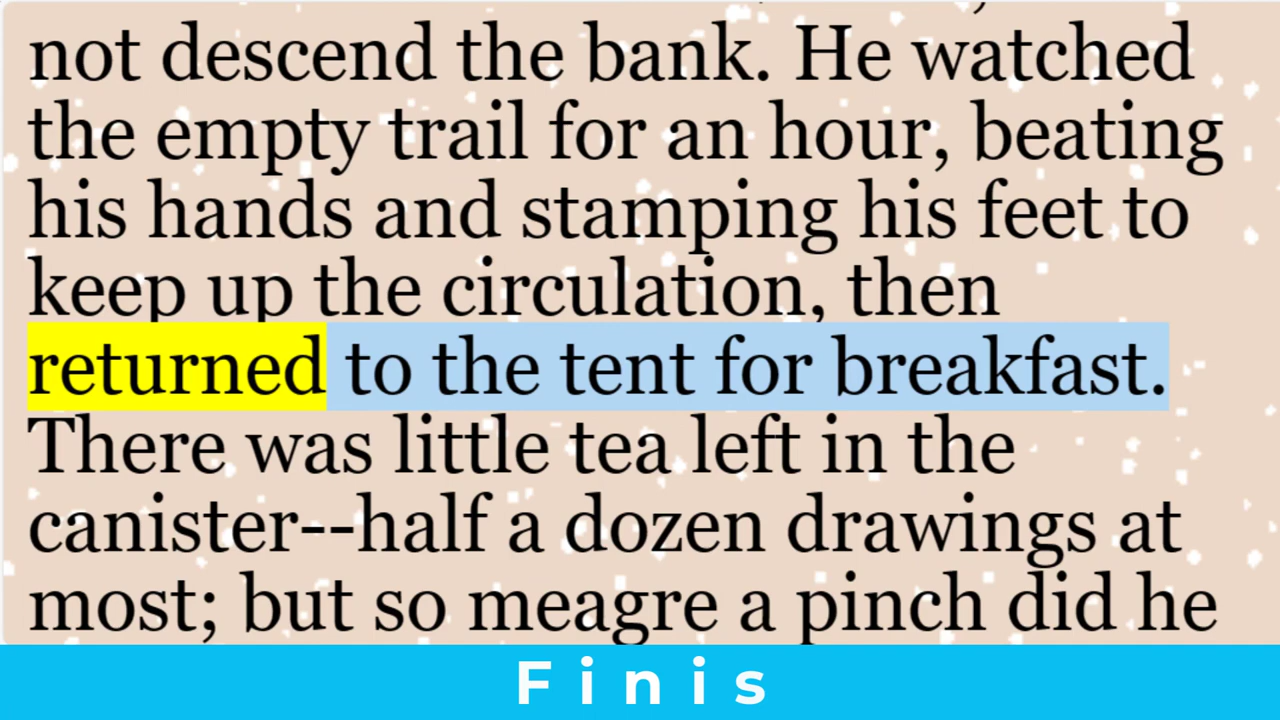 not descend the bank. He watched
the empty trail for an hour, beating
his hands and stamping his feet to
keep up the circulation, then
returned to the tent for breakfast.
There was little tea left in the
canister--half a dozen drawings at
most; but so meagre a pinch did he
Finis